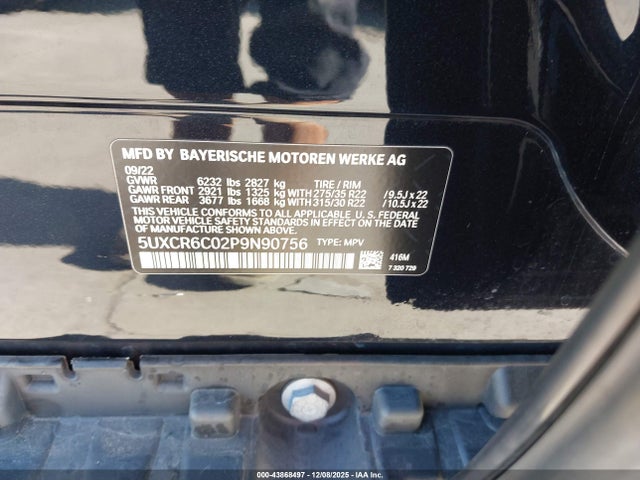 MFD BY BAYERISCHE MOTOREN WERKE AG
09/22
GVWR 6232 lbs 2827 kg TIRE / RIM
GAWR FRONT 2921 lbs 1325 kg 275/35 R22 / 9.5J x 22
GAWR REAR 3677 lbs 1668 kg 315/30 R22 / 10.5J x 22
THIS VEHICLE CONFORMS TO ALL APPLICABLE U. S. FEDERAL MOTOR
VEHICLE SAFETY STANDARDS IN EFFECT ON THE DATE
OF MANUFACTURE SHOWN ABOVE.
5UXCR6C02P9N90756 TYPE: MPV
416M
7 320 729
000-43868497 - 12/08/2025 - IAA Inc.